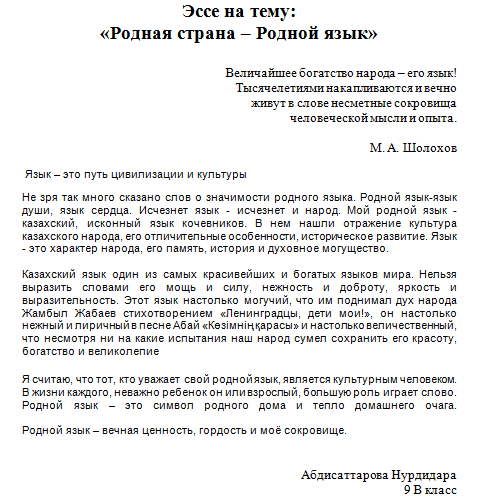 Эссе на тему:
«Родная страна – Родной язык»
Величайшее богатство народа – его язык!
Тысячелетиями накапливаются и вечно
живут в слове несметные сокровища
человеческой мысли и опыта.
М. А. Шолохов
Язык – это путь цивилизации и культуры
Не зря так много сказано слов о значимости родного языка. Родной язык-язык
души, язык сердца. Исчезнет язык - исчезнет и народ. Мой родной язык -
казахский, исконный язык кочевников. В нем нашли отражение культура
казахского народа, его отличительные особенности, историческое развитие. Язык
- это характер народа, его память, история и духовное могущество.
Казахский язык один из самых красивейших и богатых языков мира. Нельзя
выразить словами его мощь и силу, нежность и доброту, яркость и
выразительность. Этот язык настолько могучий, что им поднимал дух народа
Жамбыл Жабаев стихотворением «Ленинградцы, дети мои!», он настолько
нежный и лиричный в песне Абай «Көзімнің қарасы» и настолько величественный,
что несмотря ни на какие испытания наш народ сумел сохранить его красоту,
богатство и великолепие
Я считаю, что тот, кто уважает свой родной язык, является культурным человеком.
В жизни каждого, неважно ребенок он или взрослый, большую роль играет слово.
Родной язык – это символ родного дома и тепло домашнего очага.
Родной язык – вечная ценность, гордость и моё сокровище.
Абдисаттарова Нурдидара
9 В класс